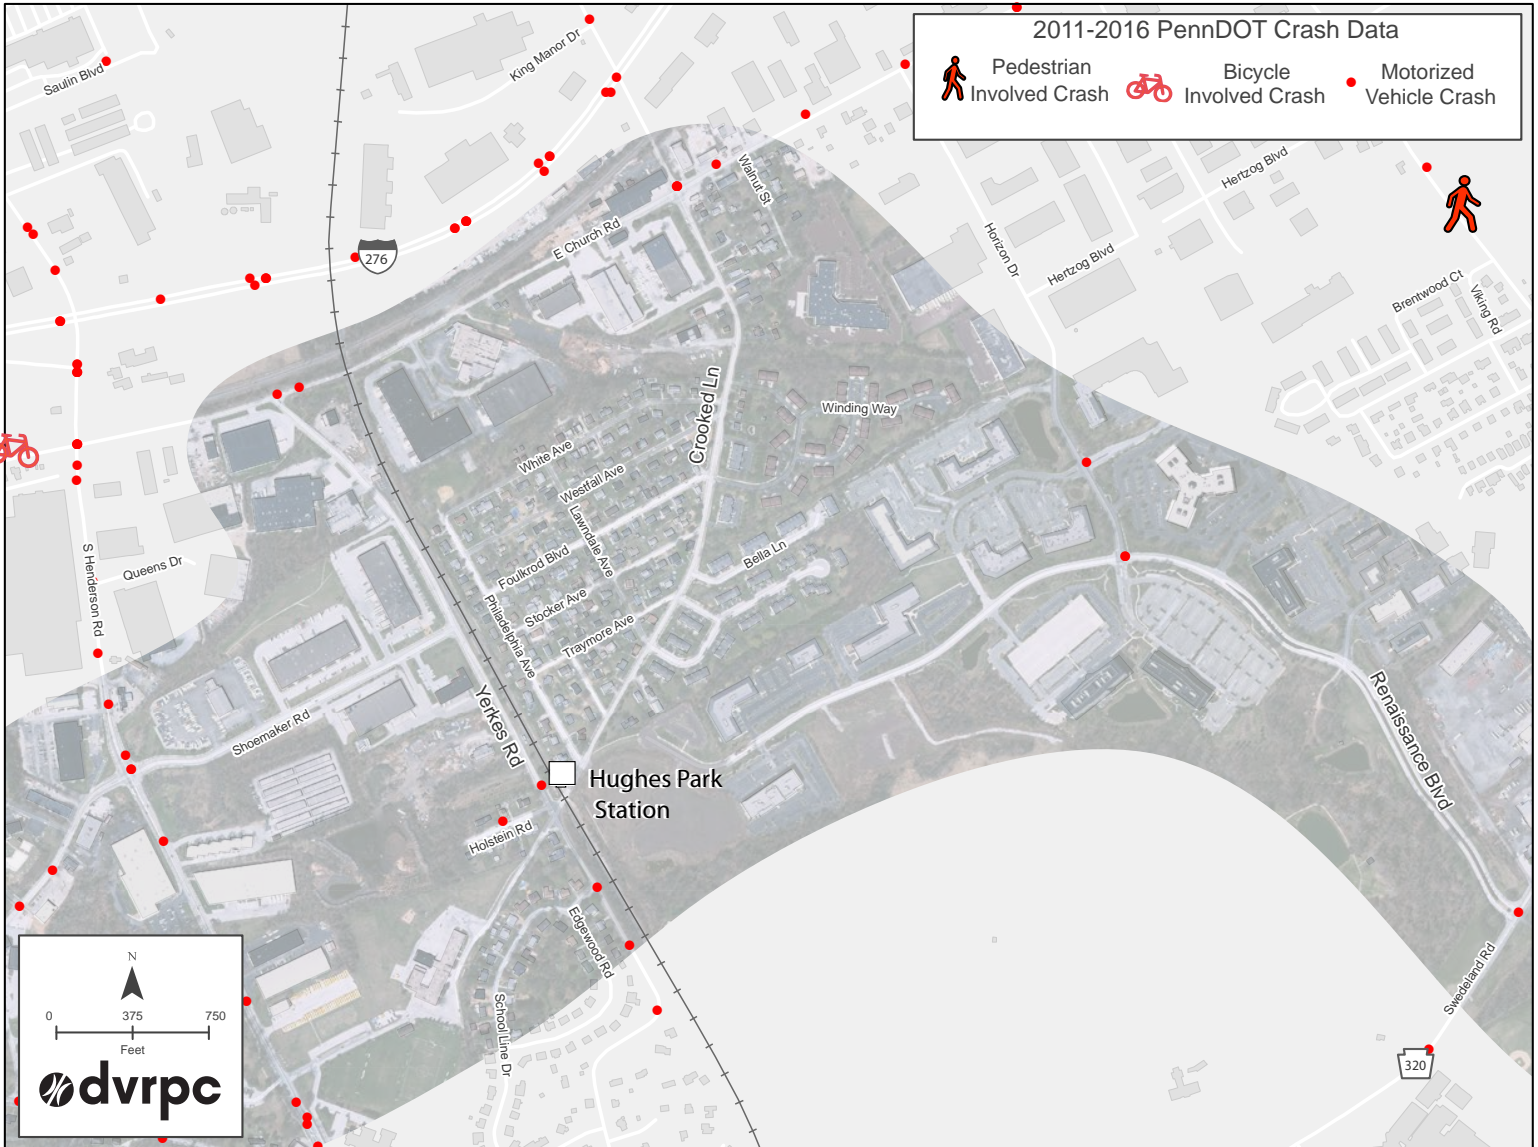 2011-2016 PennDOT Crash Data
Pedestrian
Involved Crash
Bicycle
Involved Crash
Motorized
Vehicle Crash
Saulin Blvd
King Manor Dr
Walnut St
E Church Rd
276
Hertzog Blvd
Horizon Dr
Hertzog Blvd
Brentwood Ct
Viking Rd
Crooked Ln
Winding Way
White Ave
Westfall Ave
Lawndale Ave
Foulkrod Blvd
Bella Ln
Stocker Ave
Traymore Ave
Philadelphia Ave
S Henderson Rd
Queens Dr
Yerkes Rd
Shoemaker Rd
Renaissance Blvd
Hughes Park
Station
Holstein Rd
Edgewood Rd
School Line Dr
Swedeland Rd
320
N
0 375 750
Feet
dvrpc